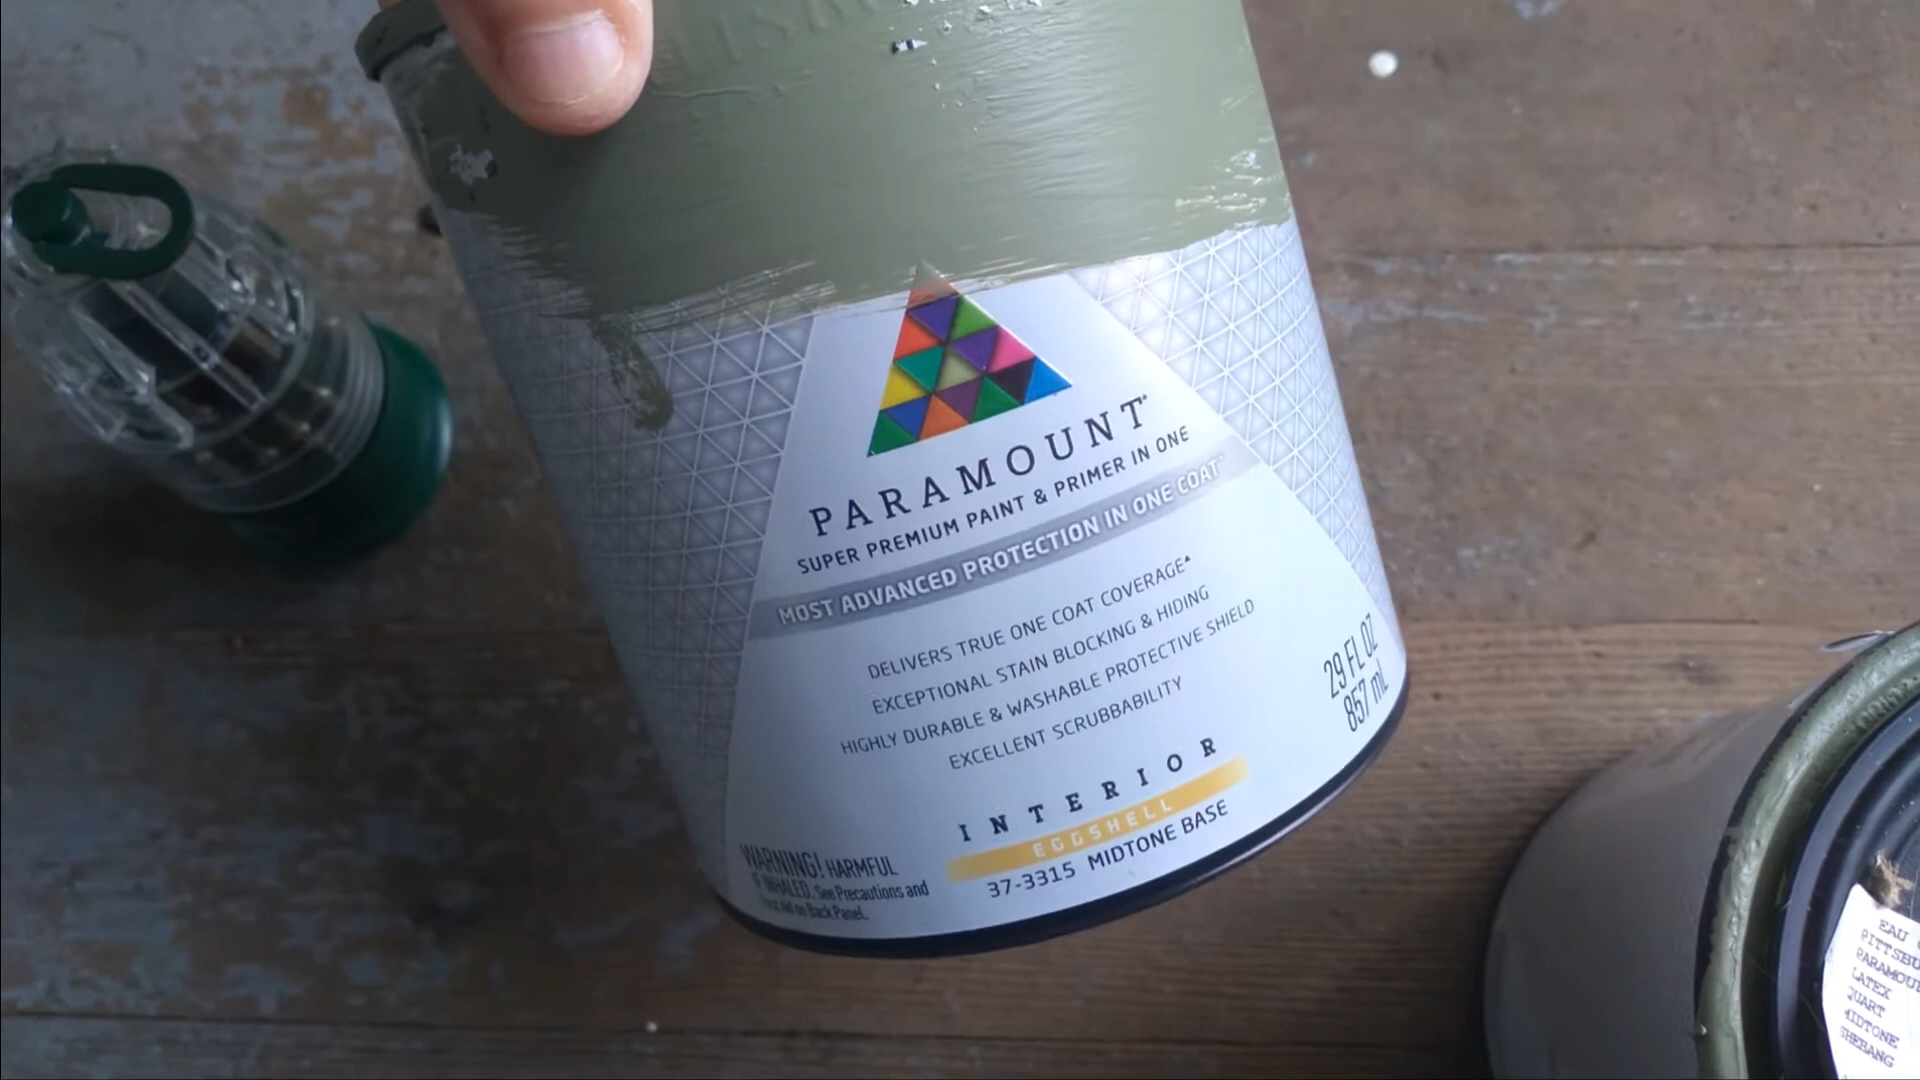 PARAMOUNT
SUPER PREMIUM PAINT & PRIMER IN ONE
MOST ADVANCED PROTECTION IN ONE COAT*
DELIVERS TRUE ONE COAT COVERAGE▲
EXCEPTIONAL STAIN BLOCKING & HIDING
HIGHLY DURABLE & WASHABLE PROTECTIVE SHIELD
EXCELLENT SCRUBBABILITY
29 FL OZ
857 mL
INTERIOR
EGGSHELL
37-3315 MIDTONE BASE
WARNING! HARMFUL
IF INHALED. See Precautions and
First Aid on Back Panel.
EAU
PITTSBU
PARAMOU
LATEX
QUART
MIDTONE
SHEBANG